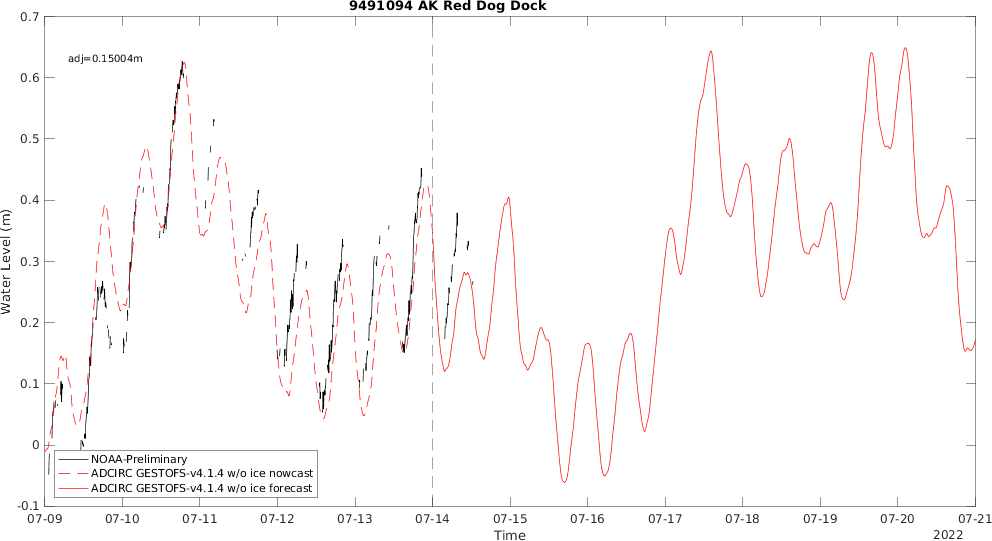 9491094 AK Red Dog Dock
adj=0.15004m
Water Level (m)
0.7
0.6
0.5
0.4
0.3
0.2
0.1
0
-0.1
NOAA-Preliminary
ADCIRC GESTOFS-v4.1.4 w/o ice nowcast
ADCIRC GESTOFS-v4.1.4 w/o ice forecast
07-09 07-10 07-11 07-12 07-13 07-14 07-15 07-16 07-17 07-18 07-19 07-20 07-21
Time
2022